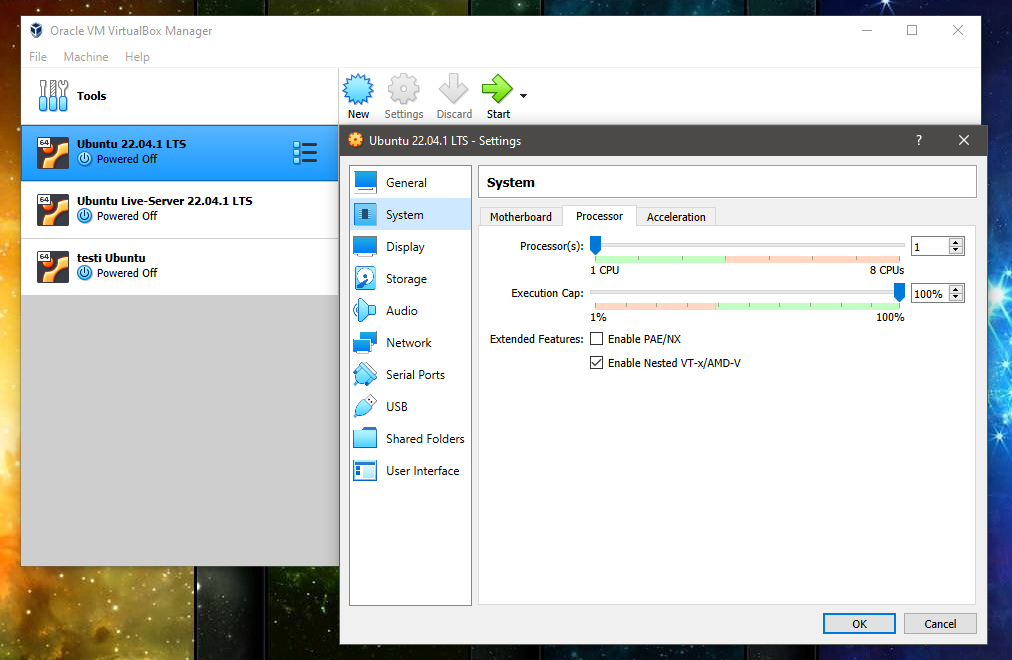 Oracle VM VirtualBox Manager
File Machine Help
Tools
New Settings Discard Start
64
Ubuntu 22.04.1 LTS
Powered Off
64
Ubuntu Live-Server 22.04.1 LTS
Powered Off
64
testi Ubuntu
Powered Off
Ubuntu 22.04.1 LTS - Settings ?
General
System
Display
Storage
Audio
Network
Serial Ports
USB
Shared Folders
User Interface
System
Motherboard Processor Acceleration
Processor(s): 1
1 CPU 8 CPUs
Execution Cap: 100%
1% 100%
Extended Features: Enable PAE/NX
Enable Nested VT-x/AMD-V
OK Cancel